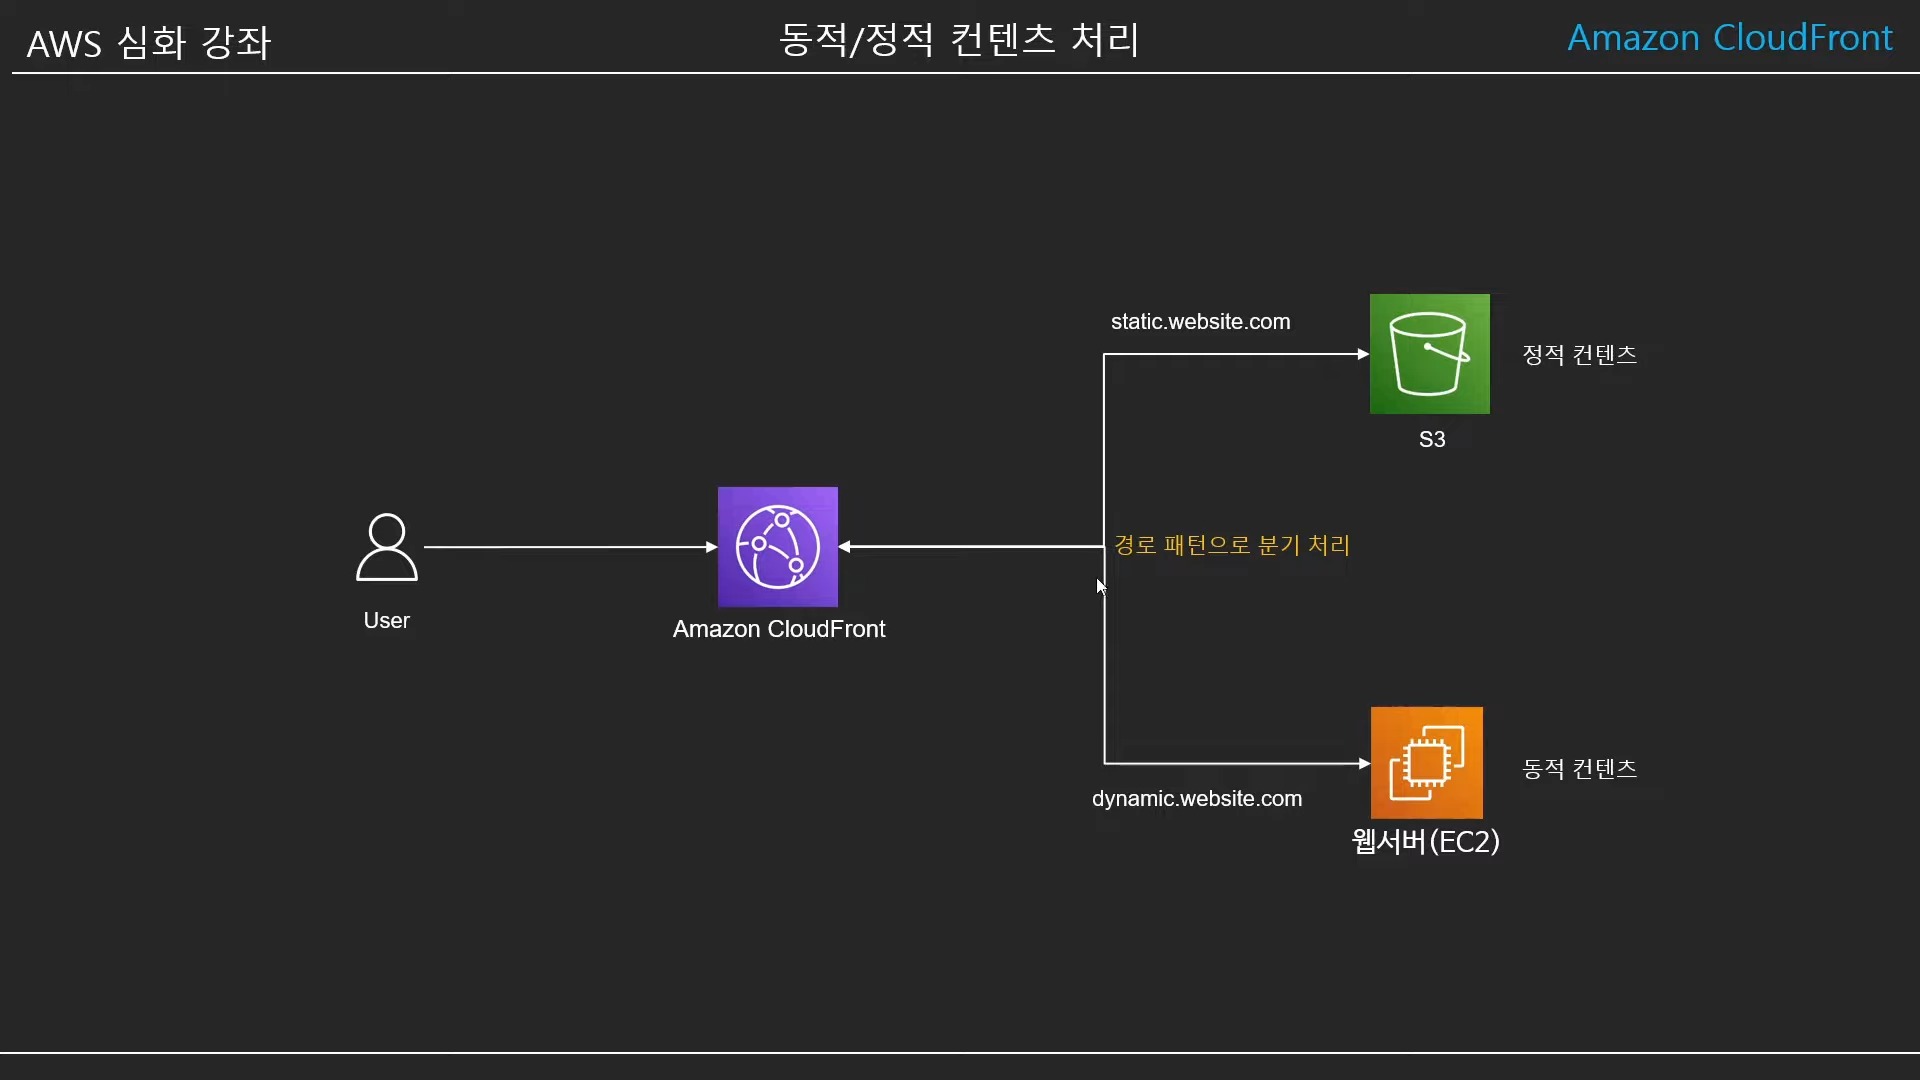 AWS 심화 강좌
동적/정적 컨텐츠 처리
Amazon CloudFront
static.website.com
정적 컨텐츠
S3
경로 패턴으로 분기 처리
User
Amazon CloudFront
동적 컨텐츠
dynamic.website.com
웹서버(EC2)